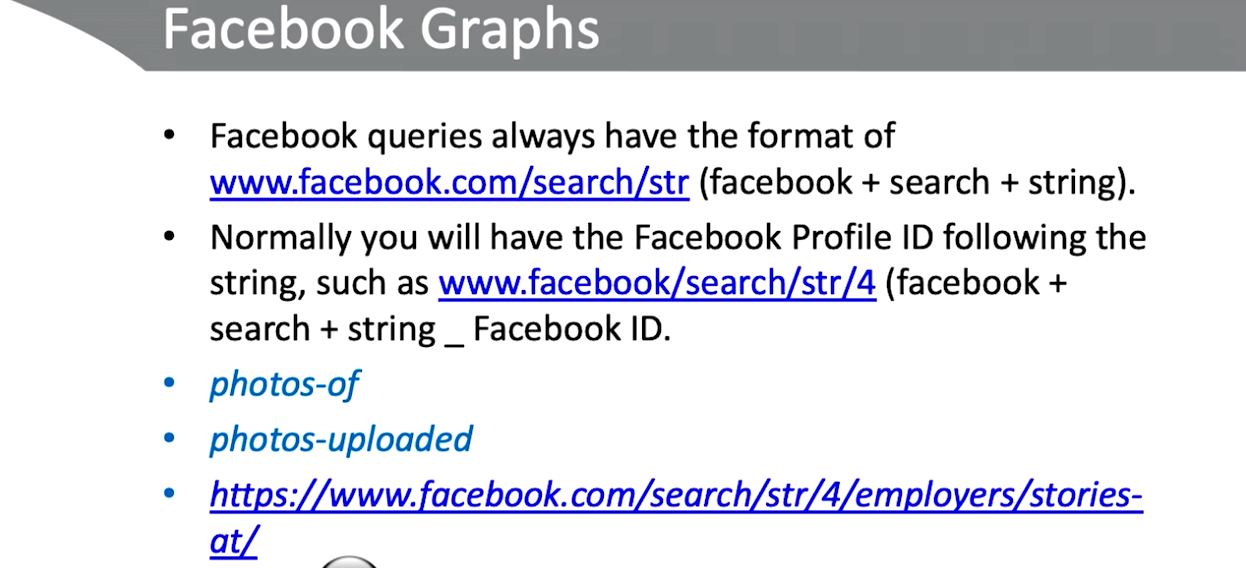 Facebook Graphs
• Facebook queries always have the format of
www.facebook.com/search/str (facebook + search + string).
• Normally you will have the Facebook Profile ID following the
string, such as www.facebook/search/str/4 (facebook +
search + string _ Facebook ID.
• photos-of
• photos-uploaded
• https://www.facebook.com/search/str/4/employers/stories-
at/